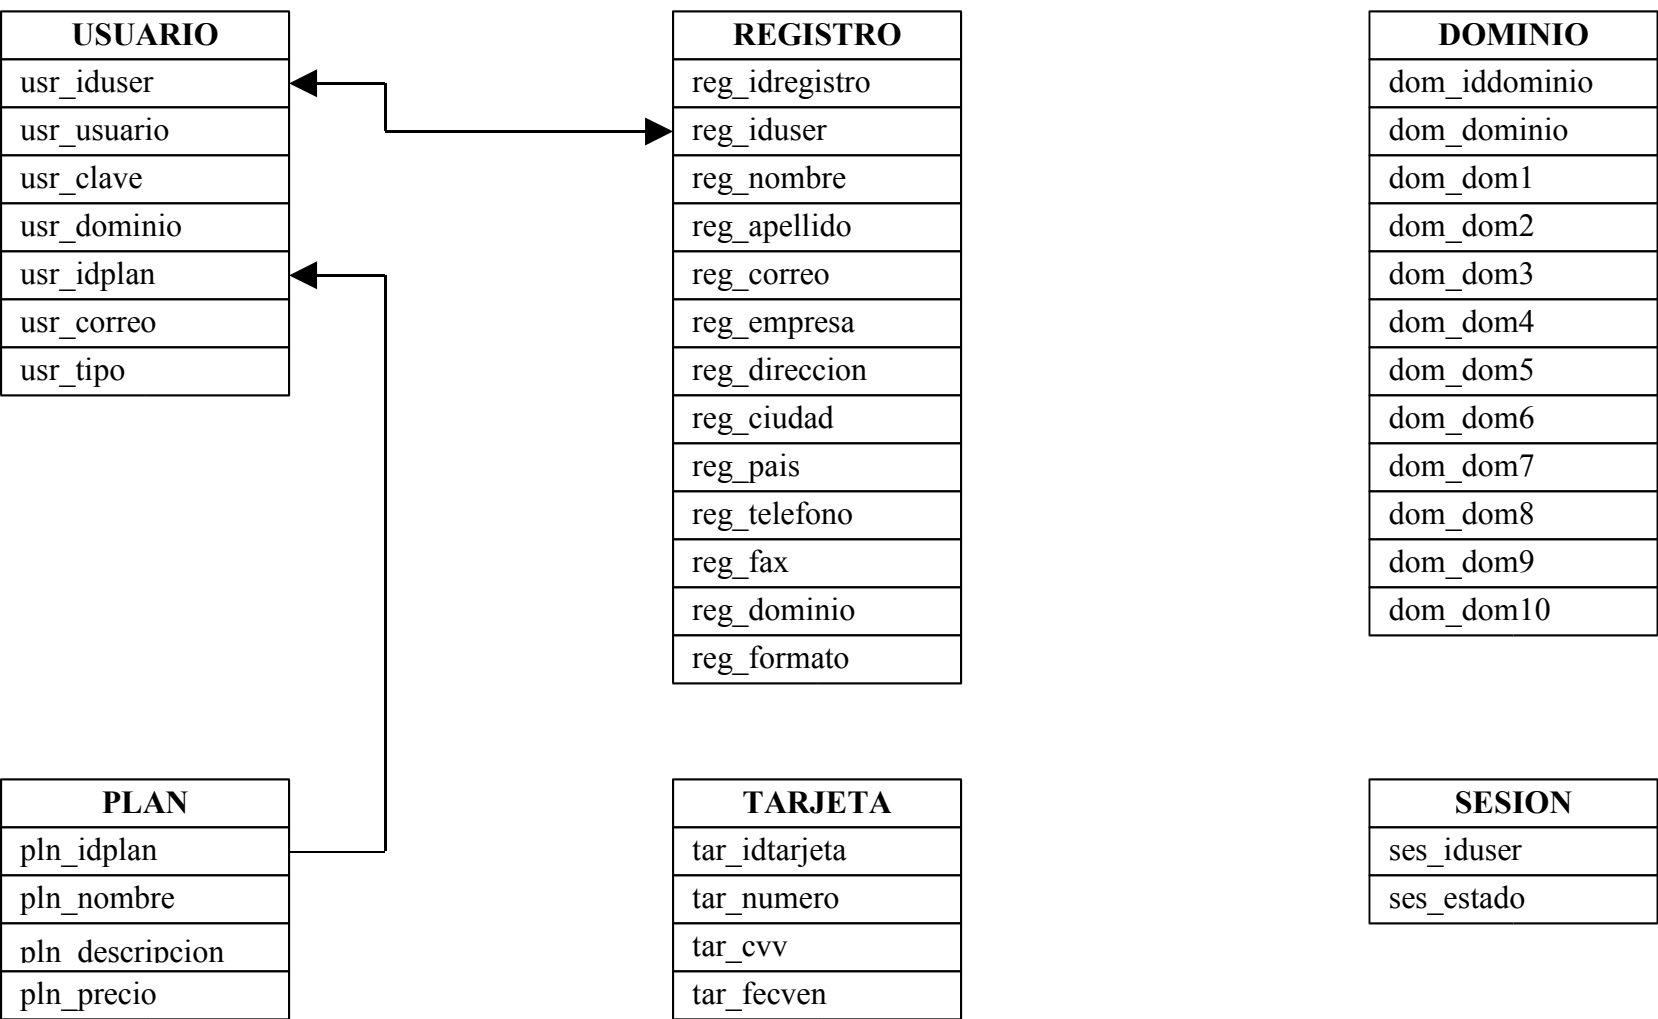 USUARIO
usr_iduser
usr_usuario
usr_clave
usr_dominio
usr_idplan
usr_correo
usr_tipo
REGISTRO
reg_idregistro
reg_iduser
reg_nombre
reg_apellido
reg_correo
reg_empresa
reg_direccion
reg_ciudad
reg_pais
reg_telefono
reg_fax
reg_dominio
reg_formato
DOMINIO
dom_iddominio
dom_dominio
dom_dom1
dom_dom2
dom_dom3
dom_dom4
dom_dom5
dom_dom6
dom_dom7
dom_dom8
dom_dom9
dom_dom10
PLAN
pln_idplan
pln_nombre
pln_descripcion
pln_precio
TARJETA
tar_idtarjeta
tar_numero
tar_cvv
tar_fecven
SESION
ses_iduser
ses_estado